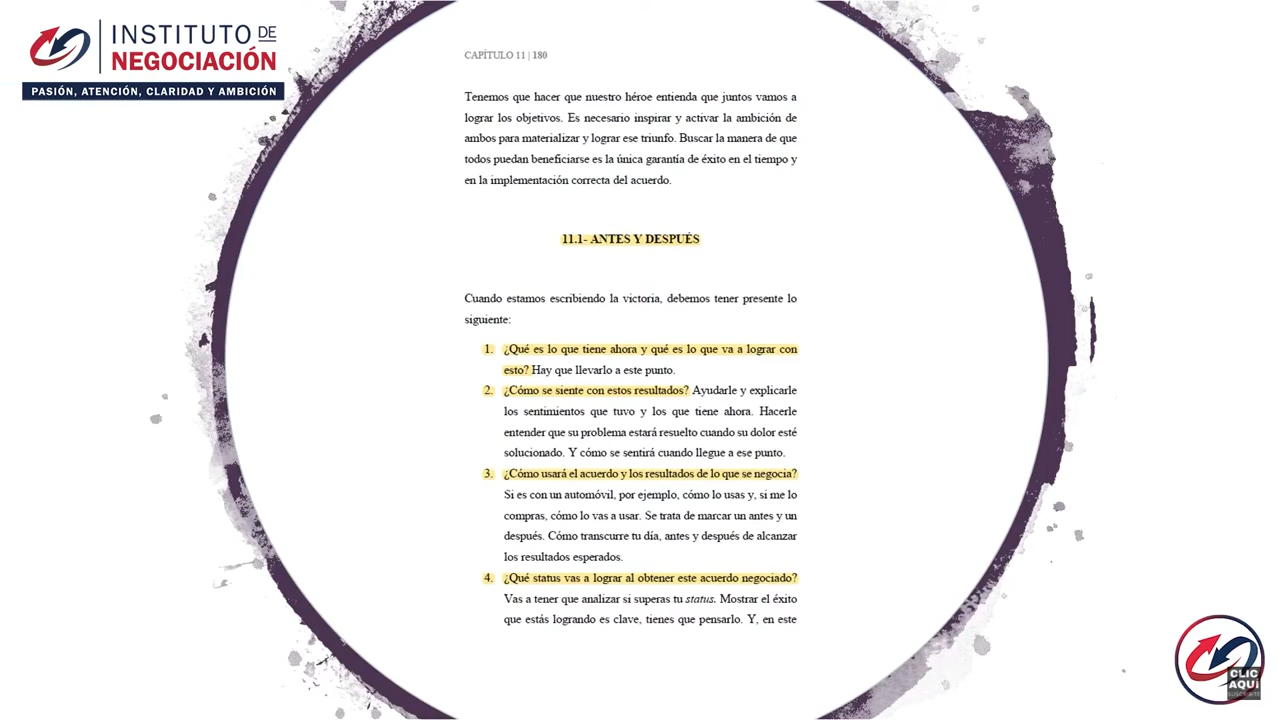 INSTITUTO DE
NEGOCIACIÓN
PASIÓN, ATENCIÓN, CLARIDAD Y AMBICIÓN
CAPÍTULO 11 | 180
Tenemos que hacer que nuestro héroe entienda que juntos vamos a
lograr los objetivos. Es necesario inspirar y activar la ambición de
ambos para materializar y lograr ese triunfo. Buscar la manera de que
todos puedan beneficiarse es la única garantía de éxito en el tiempo y
en la implementación correcta del acuerdo.
11.1- ANTES Y DESPUÉS
Cuando estamos escribiendo la victoria, debemos tener presente lo
siguiente:
1. ¿Qué es lo que tiene ahora y qué es lo que va a lograr con
esto? Hay que llevarlo a este punto.
2. ¿Cómo se siente con estos resultados? Ayudarle y explicarle
los sentimientos que tuvo y los que tiene ahora. Hacerle
entender que su problema estará resuelto cuando su dolor esté
solucionado. Y cómo se sentirá cuando llegue a ese punto.
3. ¿Cómo usará el acuerdo y los resultados de lo que se negocia?
Si es con un automóvil, por ejemplo, cómo lo usas y, si me lo
compras, cómo lo vas a usar. Se trata de marcar un antes y un
después. Cómo transcurre tu día, antes y después de alcanzar
los resultados esperados.
4. ¿Qué status vas a lograr al obtener este acuerdo negociado?
Vas a tener que analizar si superas tu status. Mostrar el éxito
que estás logrando es clave, tienes que pensarlo. Y, en este
CLIC
AQUÍ
SUSCRÍBETE